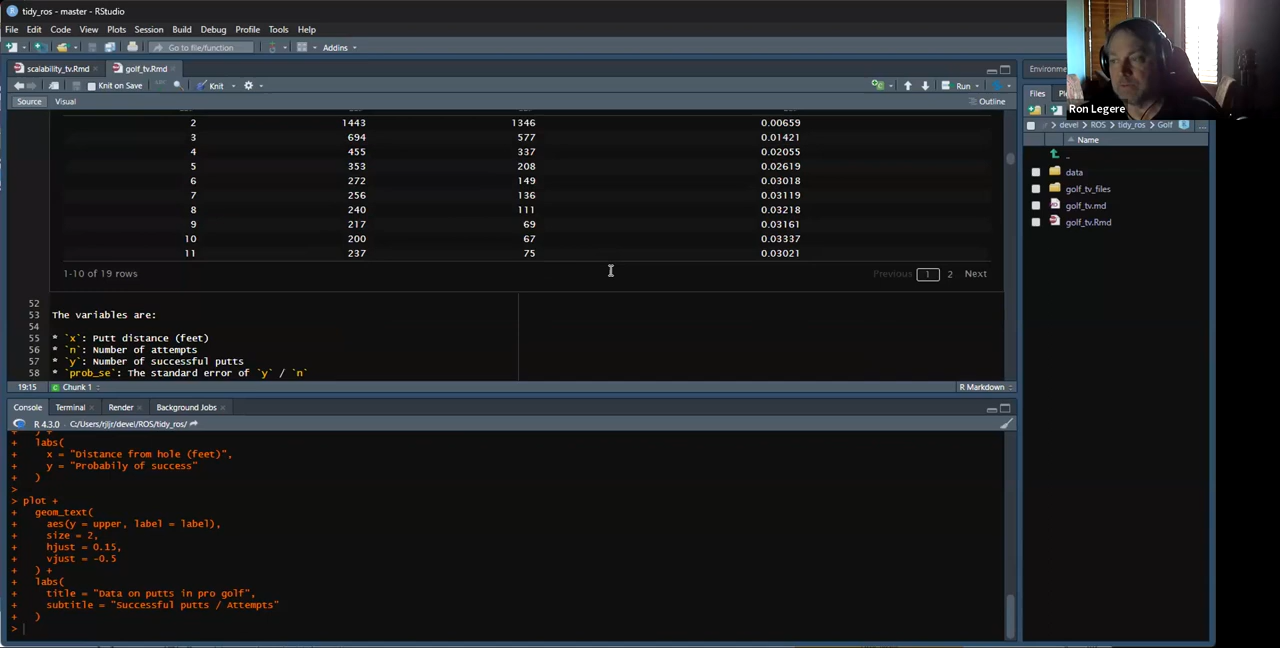 tidy_ros - master - RStudio
File Edit Code View Plots Session Build Debug Profile Tools Help
Go to file/function Addins
scalability_tv.Rmd golf_tv.Rmd
Knit on Save Knit Run
Source Visual Outline
2 1443 1346 0.00659
3 694 577 0.01421
4 455 337 0.02055
5 353 208 0.02619
6 272 149 0.03018
7 256 136 0.03119
8 240 111 0.03218
9 217 69 0.03161
10 200 67 0.03337
11 237 75 0.03021
1-10 of 19 rows Previous 1 2 Next
52
53 The variables are:
54
55 * `x`: Putt distance (feet)
56 * `n`: Number of attempts
57 * `y`: Number of successful putts
58 * `prob_se`: The standard error of `y` / `n`
19:15 Chunk 1 R Markdown
Console Terminal Render Background Jobs
R 4.3.0 · C:/Users/rjljr/devel/ROS/tidy_ros/
+ labs(
+ x = "Distance from hole (feet)",
+ y = "Probabily of success"
+ )
>
> plot +
+ geom_text(
+ aes(y = upper, label = label),
+ size = 2,
+ hjust = 0.15,
+ vjust = -0.5
+ ) +
+ labs(
+ title = "Data on putts in pro golf",
+ subtitle = "Successful putts / Attempts"
+ )
>
Ron Legere
Files
devel ROS tidy_ros Golf
Name
data
golf_tv_files
golf_tv.md
golf_tv.Rmd